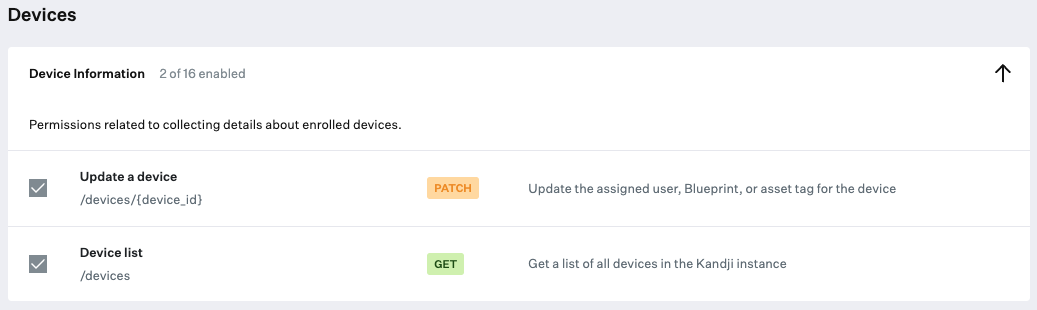 Devices
Device Information 2 of 16 enabled
Permissions related to collecting details about enrolled devices.
Update a device
/devices/{device_id}
PATCH
Update the assigned user, Blueprint, or asset tag for the device
Device list
/devices
GET
Get a list of all devices in the Kandji instance